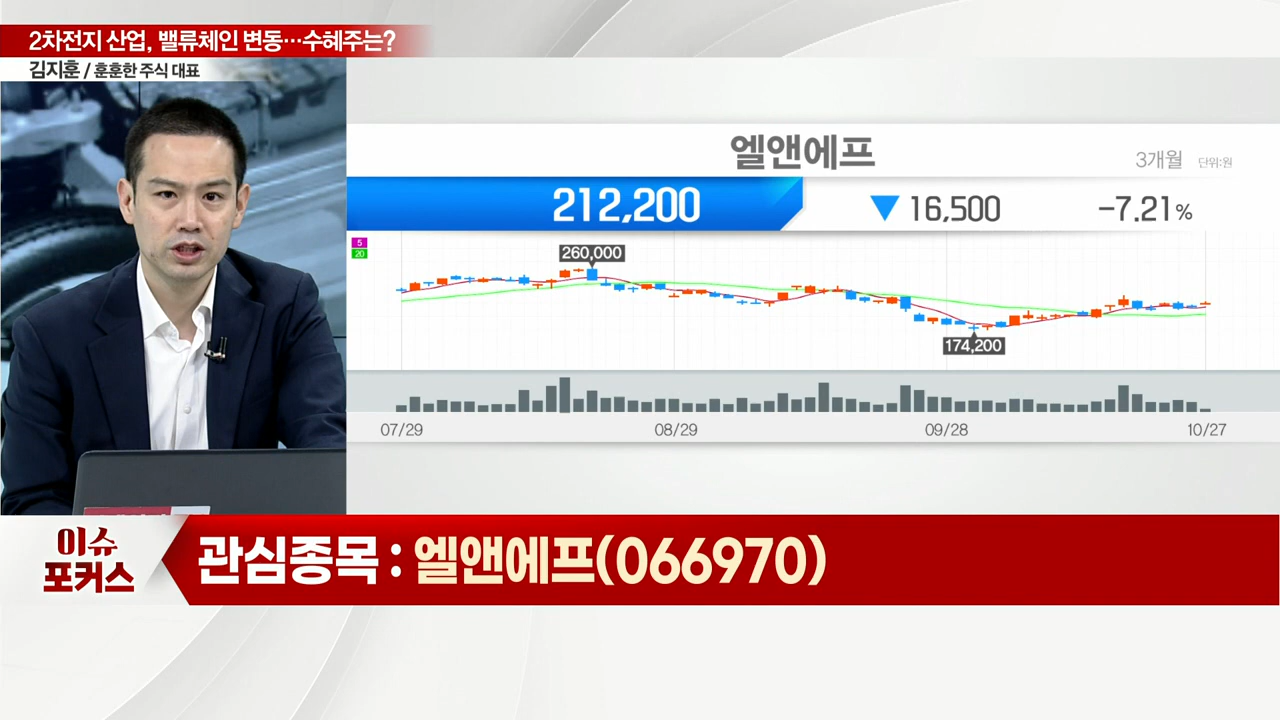 2차전지 산업, 밸류체인 변동…수혜주는?
김지훈 / 훈훈한 주식 대표
엘앤에프
3개월 단위:원
212,200 ▼ 16,500 -7.21%
5
20
260,000
174,200
07/29 08/29 09/28 10/27
이슈
포커스
관심종목 : 엘앤에프(066970)